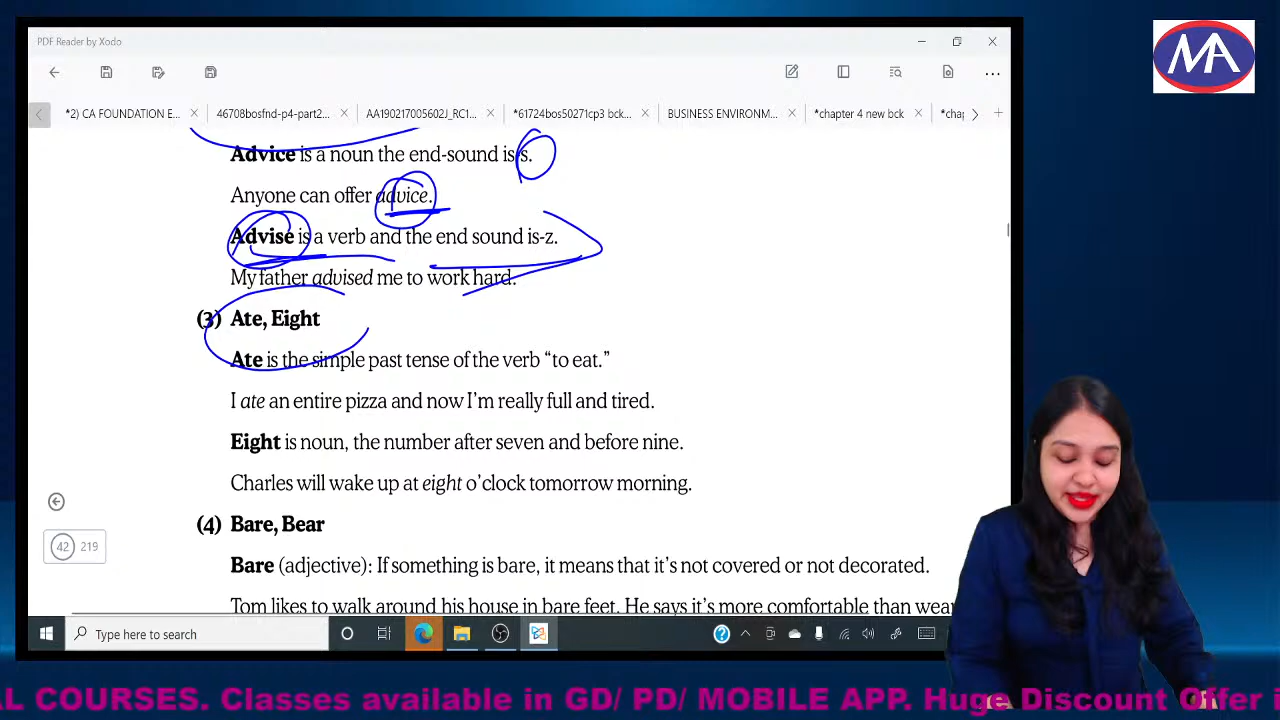 PDF Reader by Xodo
MA
*2) CA FOUNDATION E... 46708bosfnd-p4-part2... AA190217005602J_RC1... *61724bos50271cp3 bck... BUSINESS ENVIRONM... *chapter 4 new bck *chap
Advice is a noun the end-sound is-s.
Anyone can offer advice.
Advise is a verb and the end sound is-z.
My father advised me to work hard.
(3) Ate, Eight
Ate is the simple past tense of the verb “to eat.”
I ate an entire pizza and now I’m really full and tired.
Eight is noun, the number after seven and before nine.
Charles will wake up at eight o’clock tomorrow morning.
(4) Bare, Bear
Bare (adjective): If something is bare, it means that it’s not covered or not decorated.
Tom likes to walk around his house in bare feet. He says it’s more comfortable than wear
42 219
Type here to search
AL COURSES. Classes available in GD/ PD/ MOBILE APP. Huge Discount Offer i